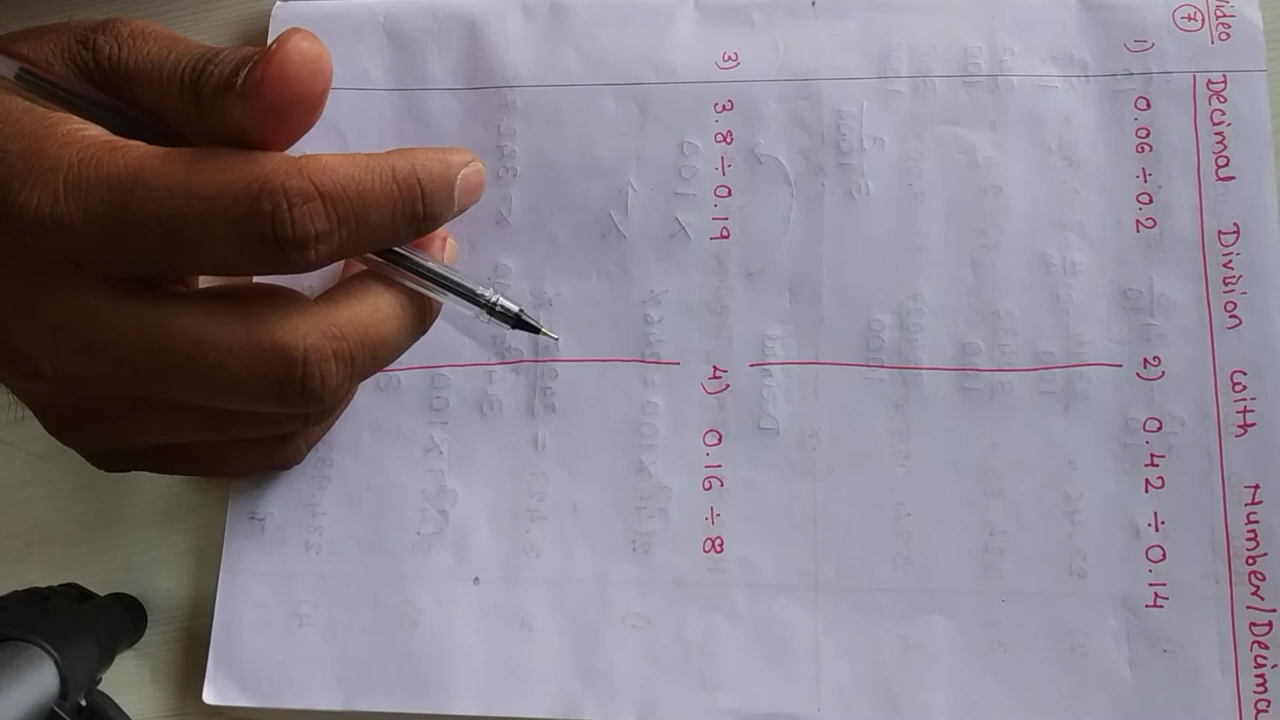 Video
7
Decimal Division with Number/Decima
1) 0.06 ÷ 0.2
2) 0.42 ÷ 0.14
3) 3.8 ÷ 0.19
4) 0.16 ÷ 8